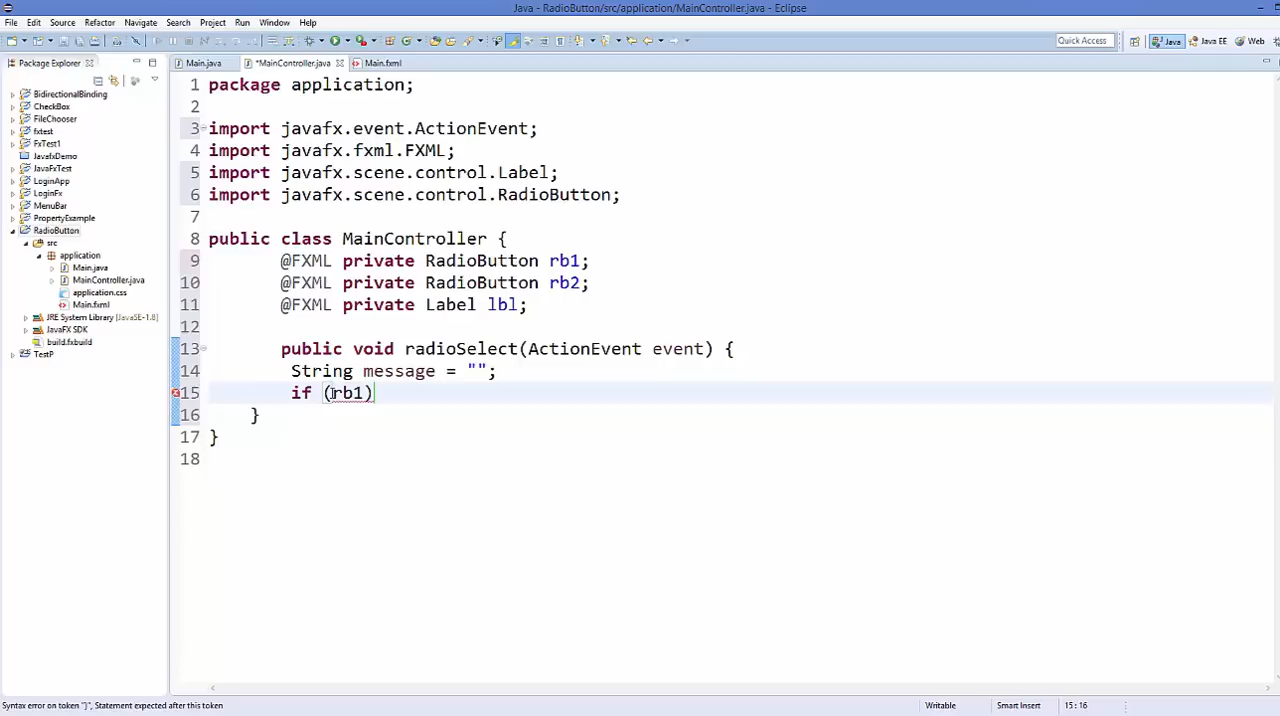 Java - RadioButton/src/application/MainController.java - Eclipse
File Edit Source Refactor Navigate Search Project Run Window Help
Quick Access Java Java EE Web
Package Explorer
Main.java *MainController.java Main.fxml
BidirectionalBinding
CheckBox
FileChooser
fxtest
FxTest1
JavafxDemo
JavaFxTest
LoginApp
LoginFx
MenuBar
PropertyExample
RadioButton
src
application
Main.java
MainController.java
application.css
Main.fxml
JRE System Library [JavaSE-1.8]
JavaFX SDK
build.fxbuild
TestP
1 package application;
2
3 import javafx.event.ActionEvent;
4 import javafx.fxml.FXML;
5 import javafx.scene.control.Label;
6 import javafx.scene.control.RadioButton;
7
8 public class MainController {
9 @FXML private RadioButton rb1;
10 @FXML private RadioButton rb2;
11 @FXML private Label lbl;
12
13 public void radioSelect(ActionEvent event) {
14 String message = "";
15 if (rb1)
16 }
17 }
18
Syntax error on token ")", Statement expected after this token Writable Smart Insert 15 : 16